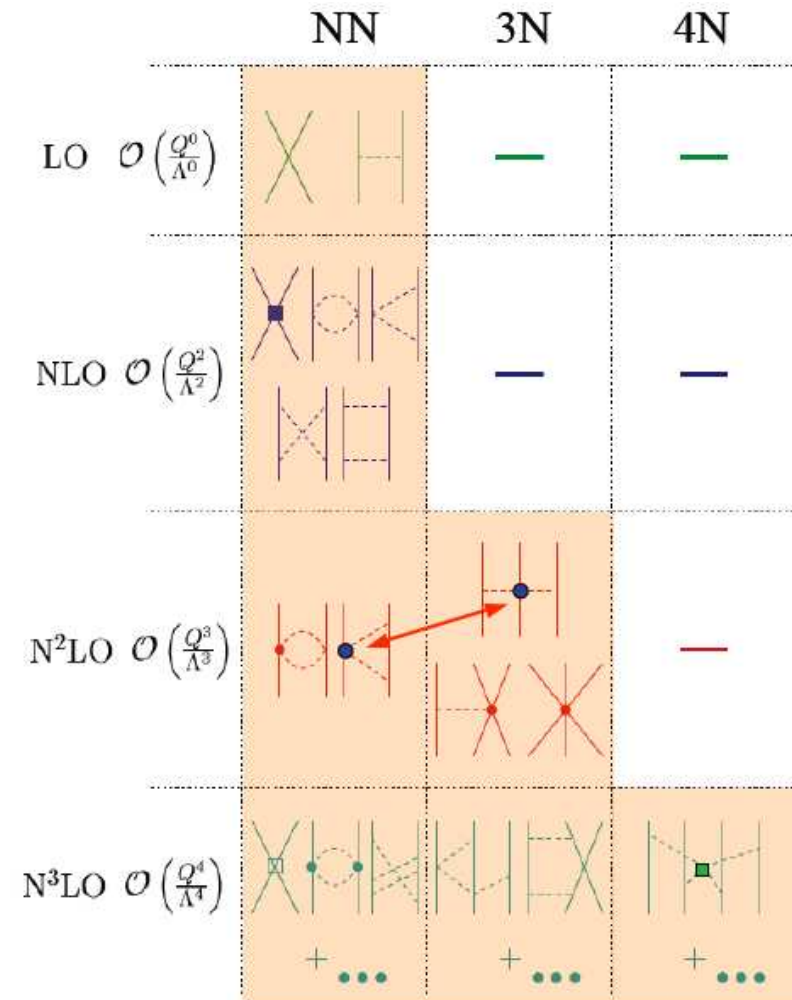 NN 3N 4N
LO 𝒪(Q⁰/Λ⁰)
NLO 𝒪(Q²/Λ²)
N²LO 𝒪(Q³/Λ³)
N³LO 𝒪(Q⁴/Λ⁴)
+ ••• + ••• + •••